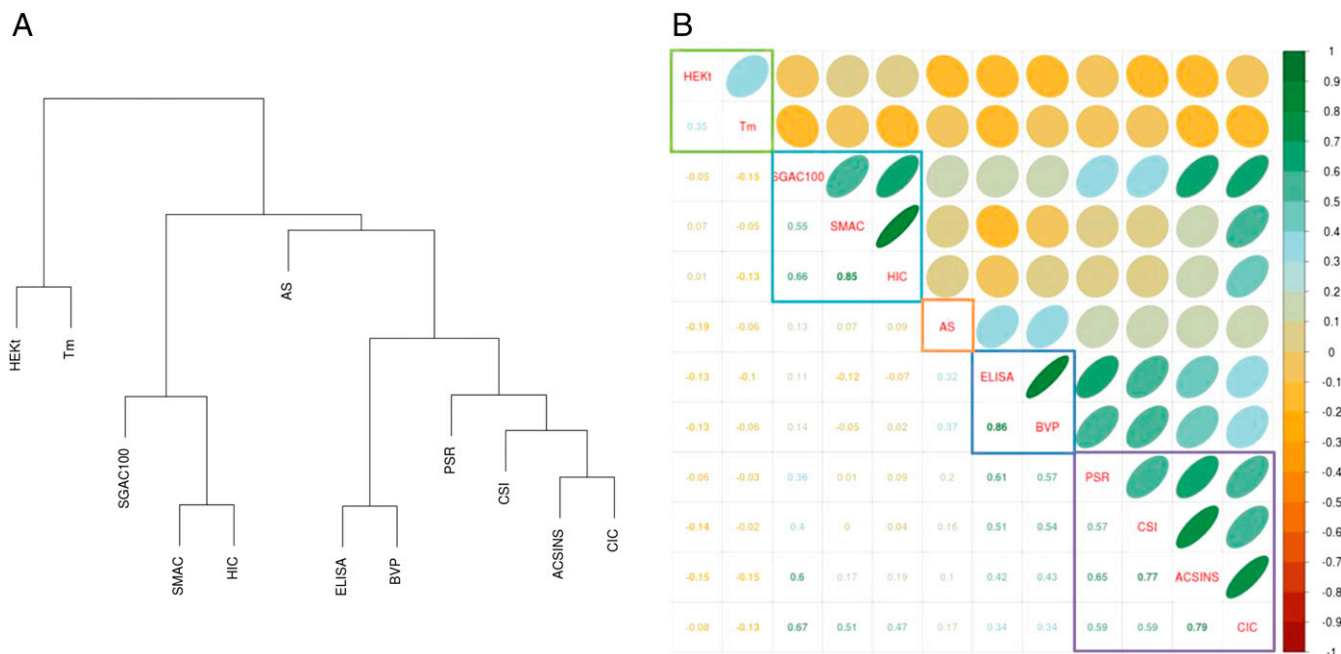 A
HEKt
Tm
SGAC100
SMAC
HIC
AS
ELISA
BVP
PSR
CSI
ACSINS
CIC
B
HEKt
0.35 Tm
-0.05 -0.15 SGAC100
0.07 -0.05 0.55 SMAC
0.01 -0.13 0.66 0.85 HIC
-0.19 -0.06 0.13 0.07 0.09 AS
-0.13 -0.1 0.11 -0.12 -0.07 0.32 ELISA
-0.13 -0.06 0.14 -0.05 0.02 0.37 0.86 BVP
-0.06 -0.03 0.36 0.01 0.09 0.2 0.61 0.57 PSR
-0.14 -0.02 0.4 0 0.04 0.16 0.51 0.54 0.57 CSI
-0.15 -0.15 0.6 0.17 0.19 0.1 0.42 0.43 0.65 0.77 ACSINS
-0.08 -0.13 0.67 0.51 0.47 0.17 0.34 0.34 0.59 0.59 0.79 CIC
1
0.9
0.8
0.7
0.6
0.5
0.4
0.3
0.2
0.1
0
-0.1
-0.2
-0.3
-0.4
-0.5
-0.6
-0.7
-0.8
-0.9
-1